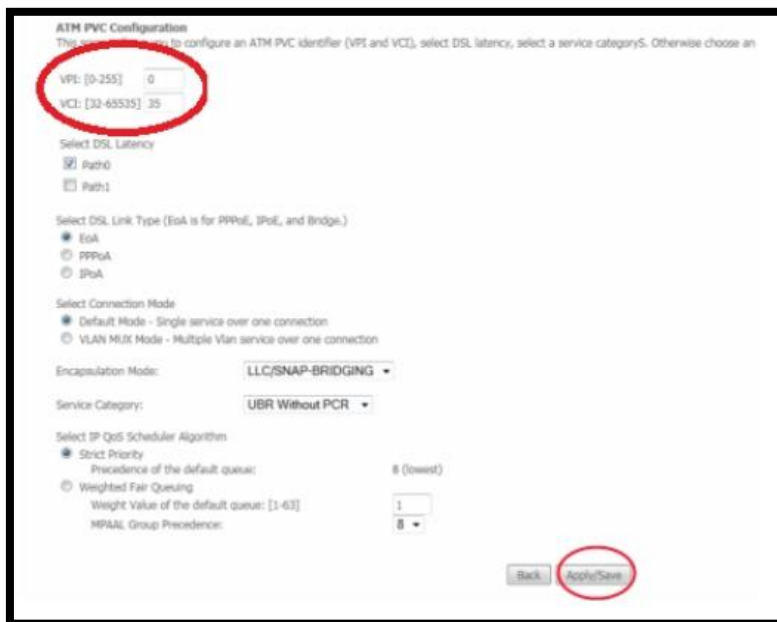 ATM PVC Configuration
This to configure an ATM PVC identifier (VPI and VCI), select DSL latency, select a service categoryS. Otherwise choose an
VPI: [0-255] 0
VCI: [32-65535] 35
Select DSL Latency
Path0
Path1
Select DSL Link Type (EoA is for PPPoE, IPoE, and Bridge.)
EoA
PPPoA
IPoA
Select Connection Mode
Default Mode - Single service over one connection
VLAN MUX Mode - Multiple Vlan service over one connection
Encapsulation Mode: LLC/SNAP-BRIDGING
Service Category: UBR Without PCR
Select IP QoS Scheduler Algorithm
Strict Priority
Precedence of the default queue: 8 (lowest)
Weighted Fair Queuing
Weight Value of the default queue: [1-63] 1
MPAAL Group Precedence: 8
Back Apply/Save